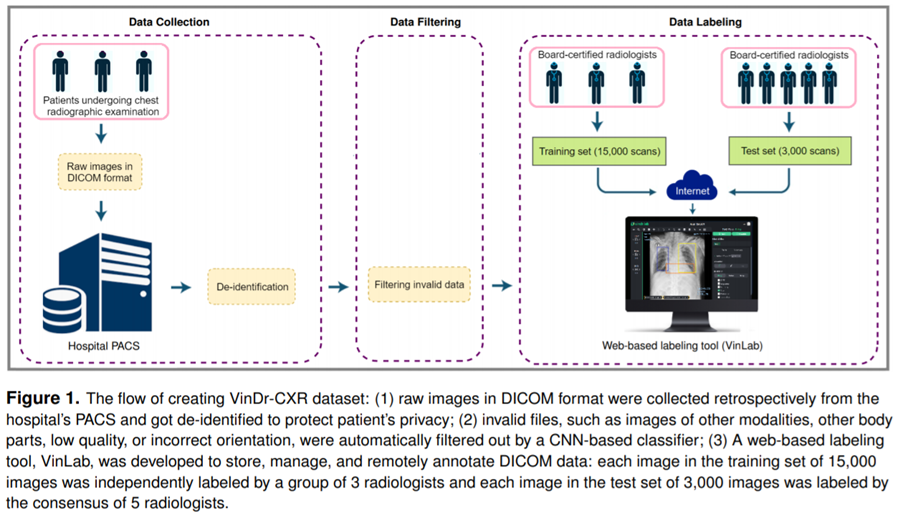 Data Collection
Data Filtering
Data Labeling
Patients undergoing chest
radiographic examination
Raw images in
DICOM format
Hospital PACS
De-identification
Filtering invalid data
Board-certified radiologists
Board-certified radiologists
Training set (15,000 scans)
Test set (3,000 scans)
Internet
Web-based labeling tool (VinLab)
Figure 1. The flow of creating VinDr-CXR dataset: (1) raw images in DICOM format were collected retrospectively from the
hospital's PACS and got de-identified to protect patient's privacy; (2) invalid files, such as images of other modalities, other body
parts, low quality, or incorrect orientation, were automatically filtered out by a CNN-based classifier; (3) A web-based labeling
tool, VinLab, was developed to store, manage, and remotely annotate DICOM data: each image in the training set of 15,000
images was independently labeled by a group of 3 radiologists and each image in the test set of 3,000 images was labeled by
the consensus of 5 radiologists.